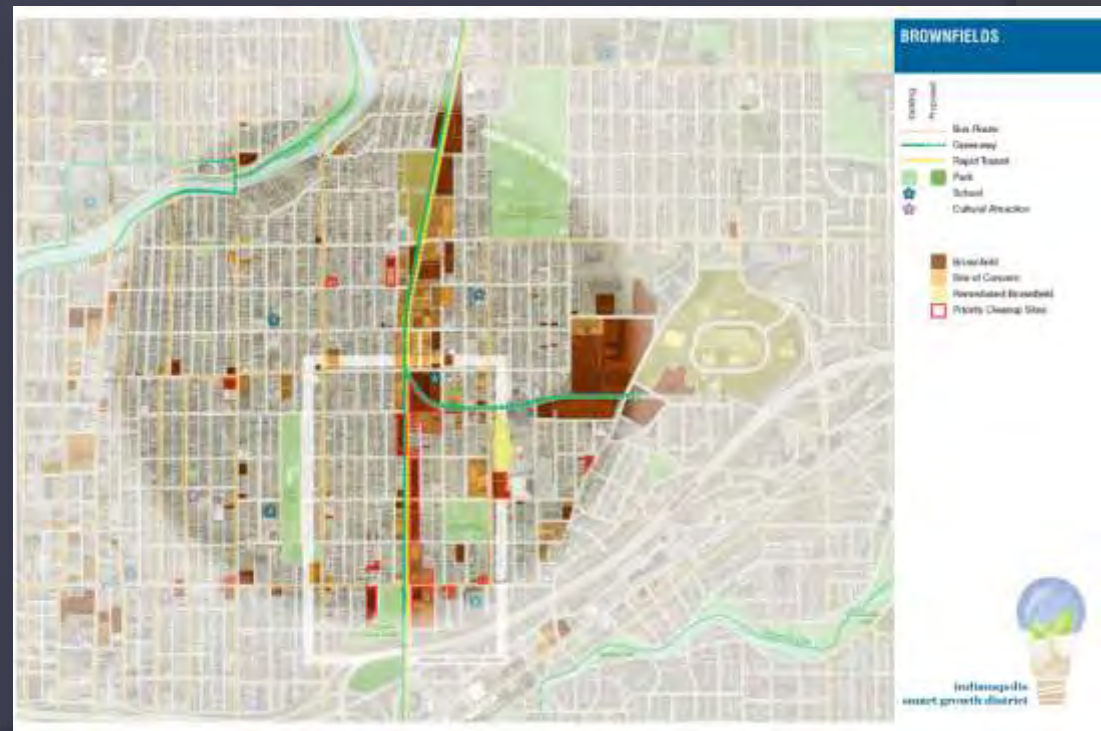 BROWNFIELDS
Existing
Proposed
Bus Route
Greenway
Rapid Transit
Park
School
Cultural Attraction
Brownfield
Site of Concern
Remediated Brownfield
Priority Cleanup Sites
indianapolis
smart growth district